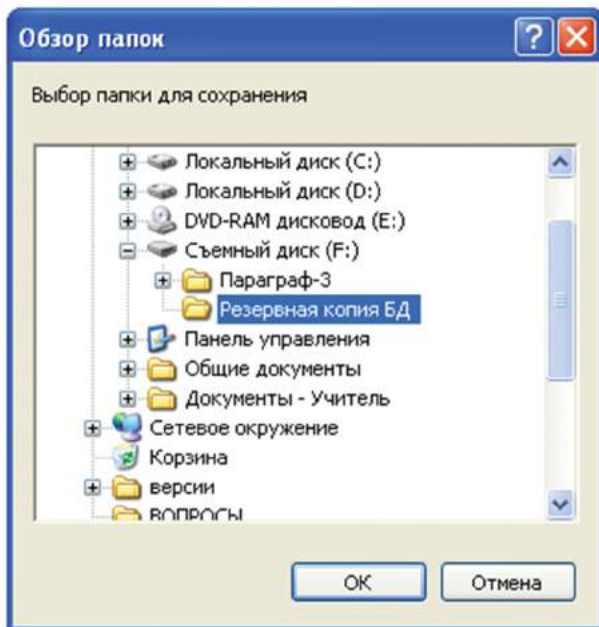 Обзор папок
Выбор папки для сохранения
Локальный диск (C:)
Локальный диск (D:)
DVD-RAM дисковод (E:)
Съемный диск (F:)
Параграф-3
Резервная копия БД
Панель управления
Общие документы
Документы - Учитель
Сетевое окружение
Корзина
версии
ВОПРОСЫ
OK
Отмена